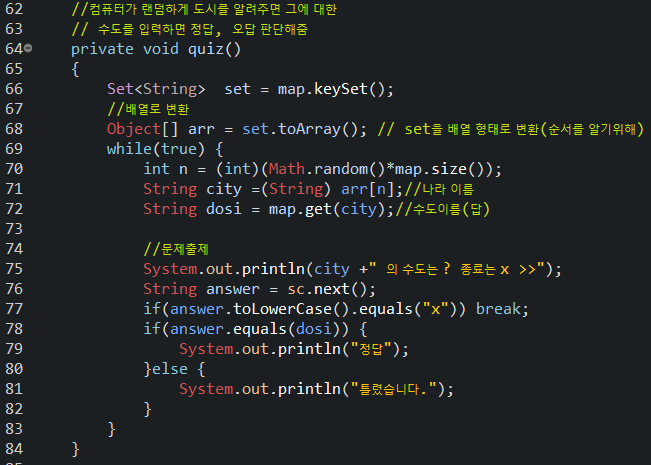 62 //컴퓨터가 랜덤하게 도시를 알려주면 그에 대한
63 // 수도를 입력하면 정답, 오답 판단해줌
64 private void quiz()
65 {
66 Set<String>  set = map.keySet();
67 //배열로 변환
68 Object[] arr = set.toArray(); // set을 배열 형태로 변환(순서를 알기위해)
69 while(true) {
70 int n = (int)(Math.random()*map.size());
71 String city =(String) arr[n];//나라 이름
72 String dosi = map.get(city);//수도이름(답)
73
74 //문제출제
75 System.out.println(city +" 의 수도는 ? 종료는 x >>");
76 String answer = sc.next();
77 if(answer.toLowerCase().equals("x")) break;
78 if(answer.equals(dosi)) {
79 System.out.println("정답");
80 }else {
81 System.out.println("틀렸습니다.");
82 }
83 }
84 }